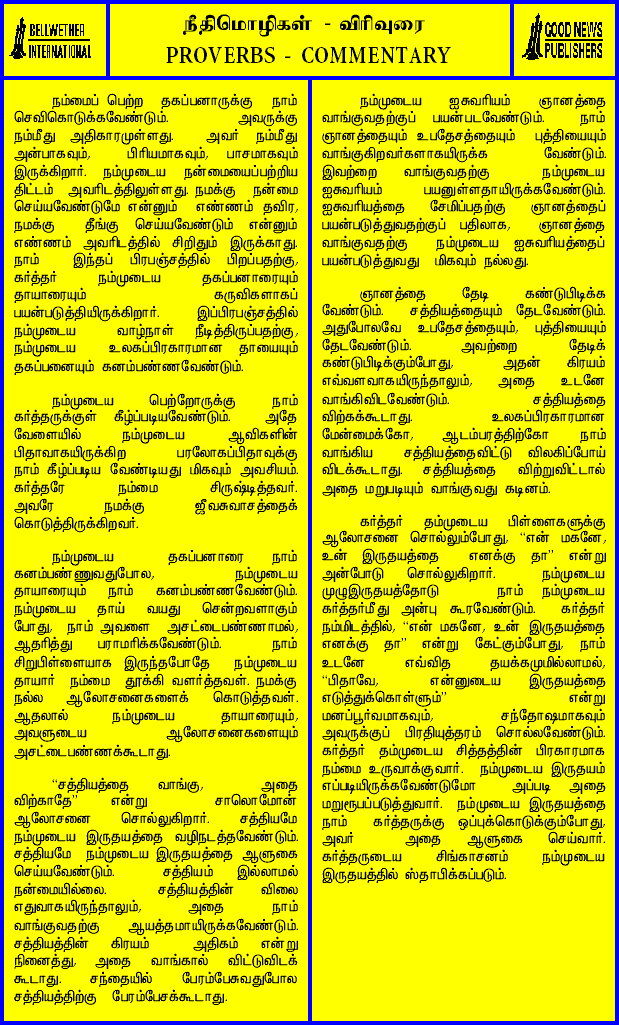 BELLWETHER
INTERNATIONAL
நீதிமொழிகள் - விரிவுரை
PROVERBS - COMMENTARY
GOOD NEWS
PUBLISHERS
நம்மைப் பெற்ற தகப்பனாருக்கு நாம்
செவிகொடுக்கவேண்டும். அவருக்கு
நம்மீது அதிகாரமுள்ளது. அவர் நம்மீது
அன்பாகவும், பிரியமாகவும், பாசமாகவும்
இருக்கிறார். நம்முடைய நன்மையைப்பற்றிய
திட்டம் அவரிடத்திலுள்ளது. நமக்கு நன்மை
செய்யவேண்டுமே என்னும் எண்ணம் தவிர,
நமக்கு தீங்கு செய்யவேண்டும் என்னும்
எண்ணம் அவரிடத்தில் சிறிதும் இருக்காது.
நாம் இந்தப் பிரபஞ்சத்தில் பிறப்பதற்கு,
கர்த்தர் நம்முடைய தகப்பனாரையும்
தாயாரையும் கருவிகளாகப்
பயன்படுத்தியிருக்கிறார். இப்பிரபஞ்சத்தில்
நம்முடைய வாழ்நாள் நீடித்திருப்பதற்கு,
நம்முடைய உலகப்பிரகாரமான தாயையும்
தகப்பனையும் கனம்பண்ணவேண்டும்.
நம்முடைய பெற்றோருக்கு நாம்
கர்த்தருக்குள் கீழ்ப்படியவேண்டும். அதே
வேளையில் நம்முடைய ஆவிகளின்
பிதாவாகயிருக்கிற பரலோகப்பிதாவுக்கு
நாம் கீழ்ப்படிய வேண்டியது மிகவும் அவசியம்.
கர்த்தரே நம்மை சிருஷ்டித்தவர்.
அவரே நமக்கு ஜீவசுவாசத்தைக்
கொடுத்திருக்கிறவர்.
நம்முடைய தகப்பனாரை நாம்
கனம்பண்ணுவதுபோல, நம்முடைய
தாயாரையும் நாம் கனம்பண்ணவேண்டும்.
நம்முடைய தாய் வயது சென்றவளாகும்
போது, நாம் அவளை அசட்டைபண்ணாமல்,
ஆதரித்து பராமரிக்கவேண்டும். நாம்
சிறுபிள்ளையாக இருந்தபோதே நம்முடைய
தாயார் நம்மை தூக்கி வளர்த்தவள். நமக்கு
நல்ல ஆலோசனைகளைக் கொடுத்தவள்.
ஆதலால் நம்முடைய தாயாரையும்,
அவளுடைய ஆலோசனைகளையும்
அசட்டைபண்ணக்கூடாது.
“சத்தியத்தை வாங்கு, அதை
விற்காதே” என்று சாலொமோன்
ஆலோசனை சொல்லுகிறார். சத்தியமே
நம்முடைய இருதயத்தை வழிநடத்தவேண்டும்.
சத்தியமே நம்முடைய இருதயத்தை ஆளுகை
செய்யவேண்டும். சத்தியம் இல்லாமல்
நன்மையில்லை. சத்தியத்தின் விலை
எதுவாகயிருந்தாலும், அதை நாம்
வாங்குவதற்கு ஆயத்தமாயிருக்கவேண்டும்.
சத்தியத்தின் கிரயம் அதிகம் என்று
நினைத்து, அதை வாங்கால் விட்டுவிடக்
கூடாது. சந்தையில் பேரம்பேசுவதுபோல
சத்தியத்திற்கு பேரம்பேசக்கூடாது.
நம்முடைய ஐசுவரியம் ஞானத்தை
வாங்குவதற்குப் பயன்படவேண்டும். நாம்
ஞானத்தையும் உபதேசத்தையும் புத்தியையும்
வாங்குகிறவர்களாகயிருக்க வேண்டும்.
இவற்றை வாங்குவதற்கு நம்முடைய
ஐசுவரியம் பயனுள்ளதாயிருக்கவேண்டும்.
ஐசுவரியத்தை சேமிப்பதற்கு ஞானத்தைப்
பயன்படுத்துவதற்குப் பதிலாக, ஞானத்தை
வாங்குவதற்கு நம்முடைய ஐசுவரியத்தைப்
பயன்படுத்துவது மிகவும் நல்லது.
ஞானத்தை தேடி கண்டுபிடிக்க
வேண்டும். சத்தியத்தையும் தேடவேண்டும்.
அதுபோலவே உபதேசத்தையும், புத்தியையும்
தேடவேண்டும். அவற்றை தேடிக்
கண்டுபிடிக்கும்போது, அதன் கிரயம்
எவ்வளவாகயிருந்தாலும், அதை உடனே
வாங்கிவிடவேண்டும். சத்தியத்தை
விற்கக்கூடாது. உலகப்பிரகாரமான
மேன்மைக்கோ, ஆடம்பரத்திற்கோ நாம்
வாங்கிய சத்தியத்தைவிட்டு விலகிப்போய்
விடக்கூடாது. சத்தியத்தை விற்றுவிட்டால்
அதை மறுபடியும் வாங்குவது கடினம்.
கர்த்தர் தம்முடைய பிள்ளைகளுக்கு
ஆலோசனை சொல்லும்போது, “என் மகனே,
உன் இருதயத்தை எனக்கு தா” என்று
அன்போடு சொல்லுகிறார். நம்முடைய
முழுஇருதயத்தோடு நாம் நம்முடைய
கர்த்தர்மீது அன்பு கூரவேண்டும். கர்த்தர்
நம்மிடத்தில், “என் மகனே, உன் இருதயத்தை
எனக்கு தா” என்று கேட்கும்போது, நாம்
உடனே எவ்வித தயக்கமுமில்லாமல்,
“பிதாவே, என்னுடைய இருதயத்தை
எடுத்துக்கொள்ளும்” என்று
மனப்பூர்வமாகவும், சந்தோஷமாகவும்
அவருக்குப் பிரதியுத்தரம் சொல்லவேண்டும்.
கர்த்தர் தம்முடைய சித்தத்தின் பிரகாரமாக
நம்மை உருவாக்குவார். நம்முடைய இருதயம்
எப்படியிருக்கவேண்டுமோ அப்படி அதை
மறுரூபப்படுத்துவார். நம்முடைய இருதயத்தை
நாம் கர்த்தருக்கு ஒப்புக்கொடுக்கும்போது,
அவர் அதை ஆளுகை செய்வார்.
கர்த்தருடைய சிங்காசனம் நம்முடைய
இருதயத்தில் ஸ்தாபிக்கப்படும்.